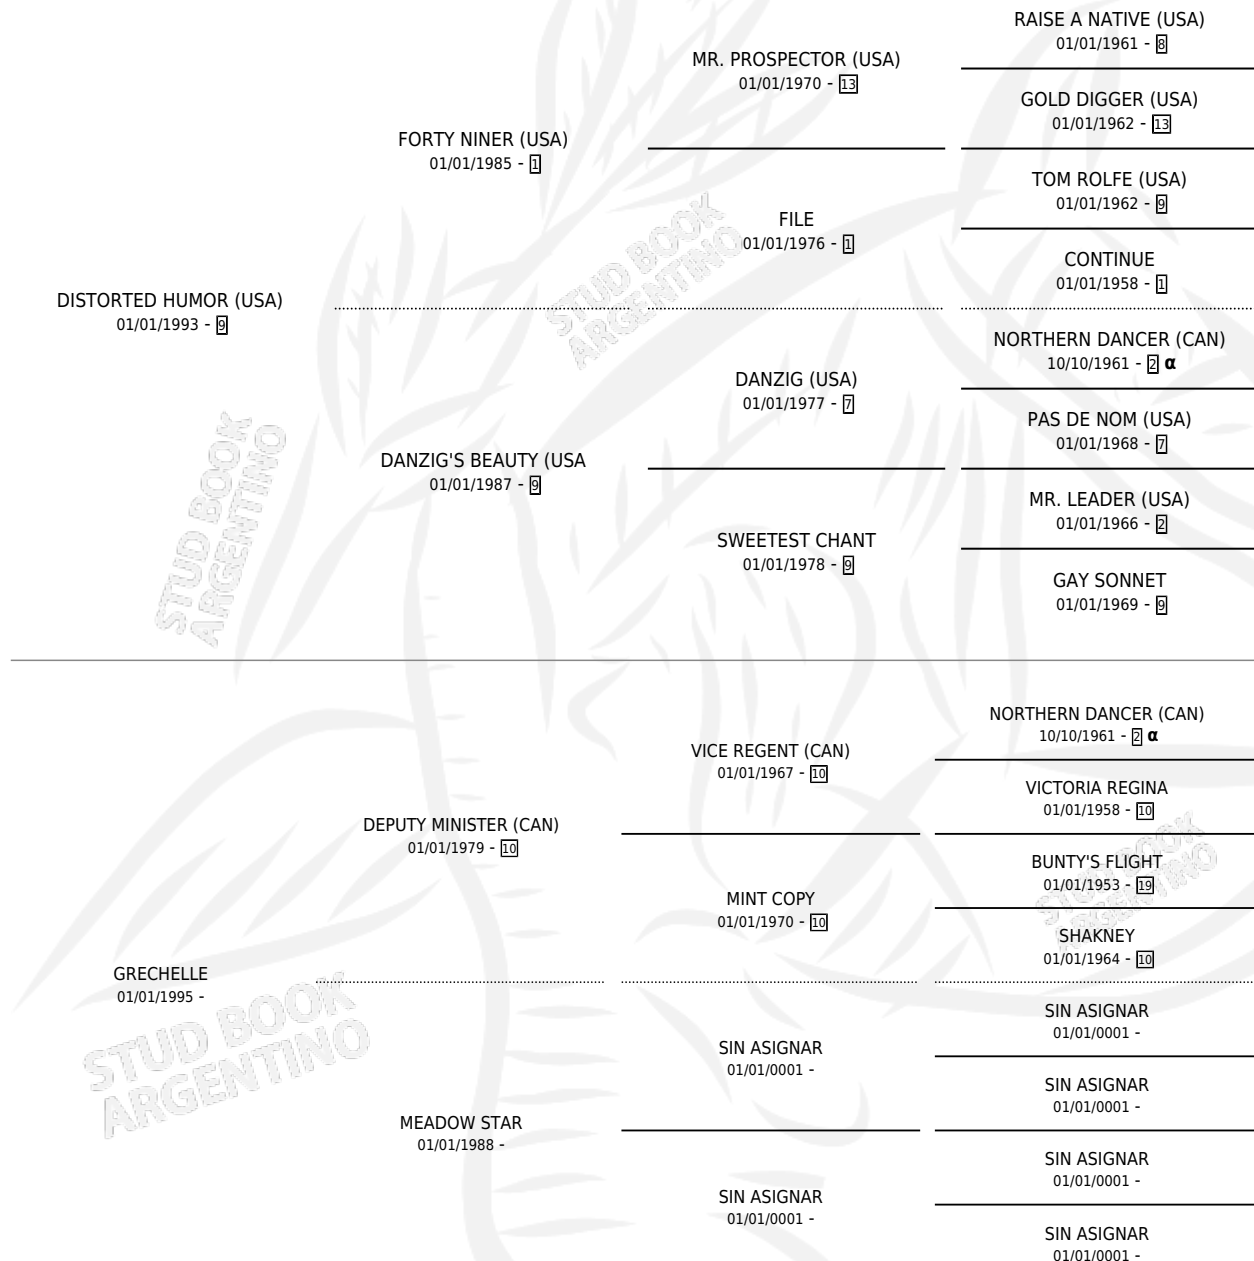 RAISE A NATIVE (USA)
01/01/1961 - 8
MR. PROSPECTOR (USA)
01/01/1970 - 13
GOLD DIGGER (USA)
01/01/1962 - 13
FORTY NINER (USA)
01/01/1985 - 1
TOM ROLFE (USA)
01/01/1962 - 9
FILE
01/01/1976 - 1
CONTINUE
01/01/1958 - 1
DISTORTED HUMOR (USA)
01/01/1993 - 9
NORTHERN DANCER (CAN)
10/10/1961 - 2 α
DANZIG (USA)
01/01/1977 - 7
PAS DE NOM (USA)
01/01/1968 - 7
DANZIG'S BEAUTY (USA
01/01/1987 - 9
MR. LEADER (USA)
01/01/1966 - 2
SWEETEST CHANT
01/01/1978 - 9
GAY SONNET
01/01/1969 - 9
STUD BOOK
ARGENTINO
STUD BOOK
ARGENTINO
NORTHERN DANCER (CAN)
10/10/1961 - 2 α
VICE REGENT (CAN)
01/01/1967 - 10
VICTORIA REGINA
01/01/1958 - 10
DEPUTY MINISTER (CAN)
01/01/1979 - 10
BUNTY'S FLIGHT
01/01/1953 - 19
MINT COPY
01/01/1970 - 10
SHAKNEY
01/01/1964 - 10
STUD BOOK
ARGENTINO
GRECHELLE
01/01/1995 -
SIN ASIGNAR
01/01/0001 -
SIN ASIGNAR
01/01/0001 -
SIN ASIGNAR
01/01/0001 -
MEADOW STAR
01/01/1988 -
SIN ASIGNAR
01/01/0001 -
SIN ASIGNAR
01/01/0001 -
SIN ASIGNAR
01/01/0001 -
STUD BOOK
ARGENTINO